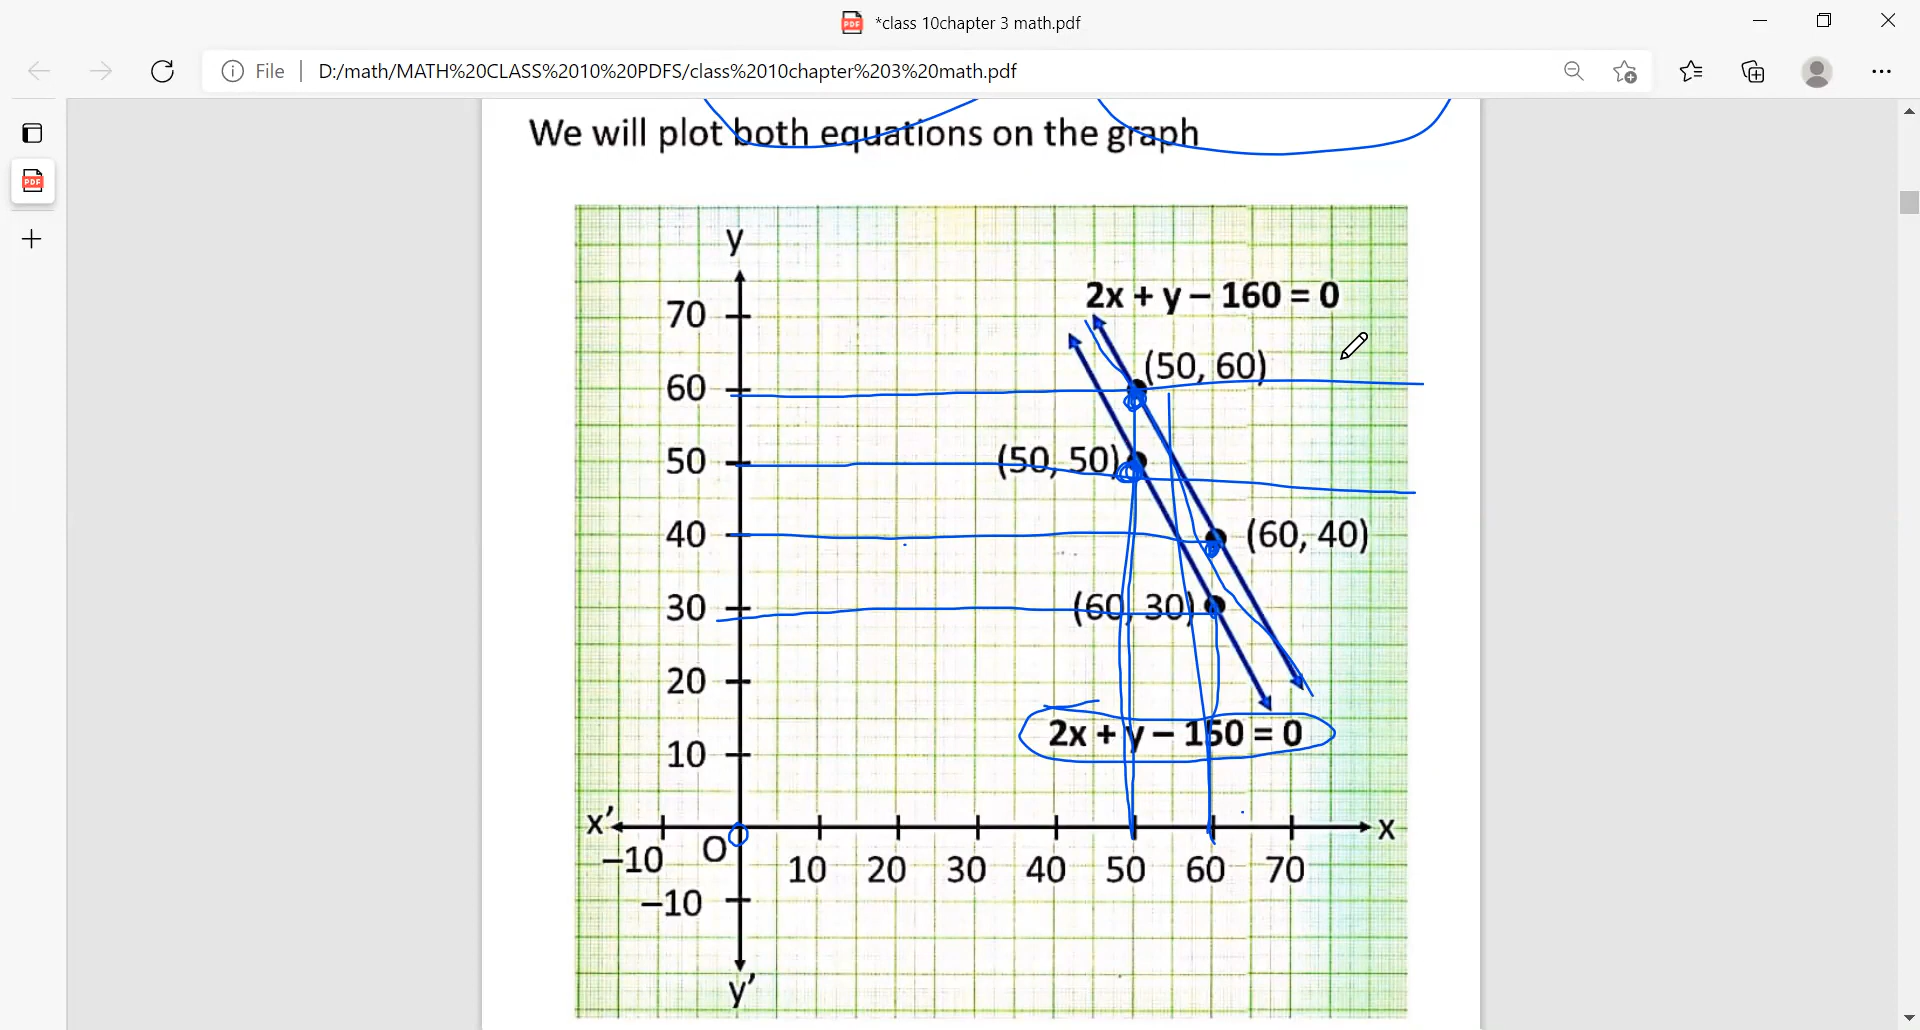 *class 10chapter 3 math.pdf
File | D:/math/MATH%20CLASS%2010%20PDFS/class%2010chapter%203%20math.pdf
PDF
PDF
We will plot both equations on the graph
y
2x + y – 160 = 0
70
(50, 60)
60
(50, 50)
50
40
(60, 40)
30
(60, 30)
20
2x + y – 150 = 0
10
x′
O
x
–10
10 20 30 40 50 60 70
–10
y′